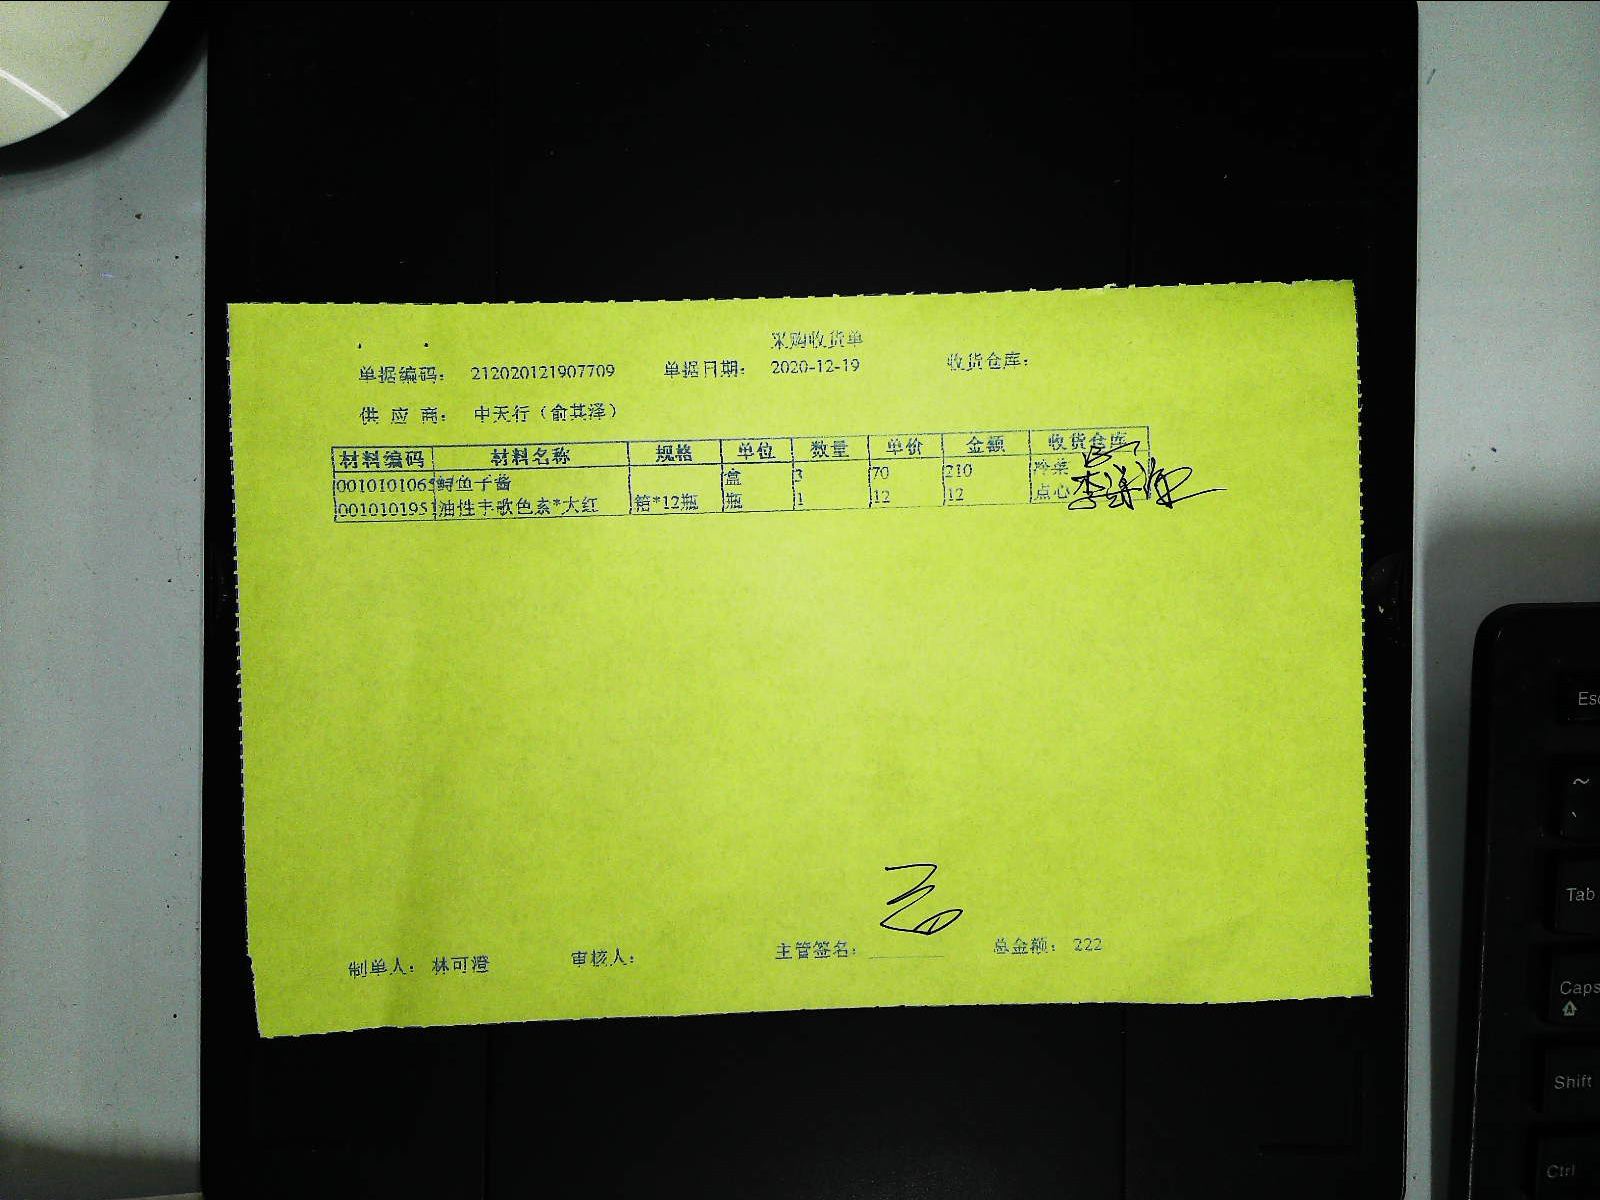 采购收货单
单据编码: 212020121907709 单据日期: 2020-12-19 收货仓库:
供 应 商: 中天行（俞其泽）
材料编码 材料名称 规格 单位 数量 单价 金额 收货仓库
001010106 鲟鱼子酱 盒 3 70 210 冷菜
001010195 油性丰歌色素*大红 箱*12瓶 瓶 1 12 12 点心
制单人: 林可澄 审核人: 主管签名: 总金额: 222
Esc
~
Tab
Caps
Shift
Ctrl